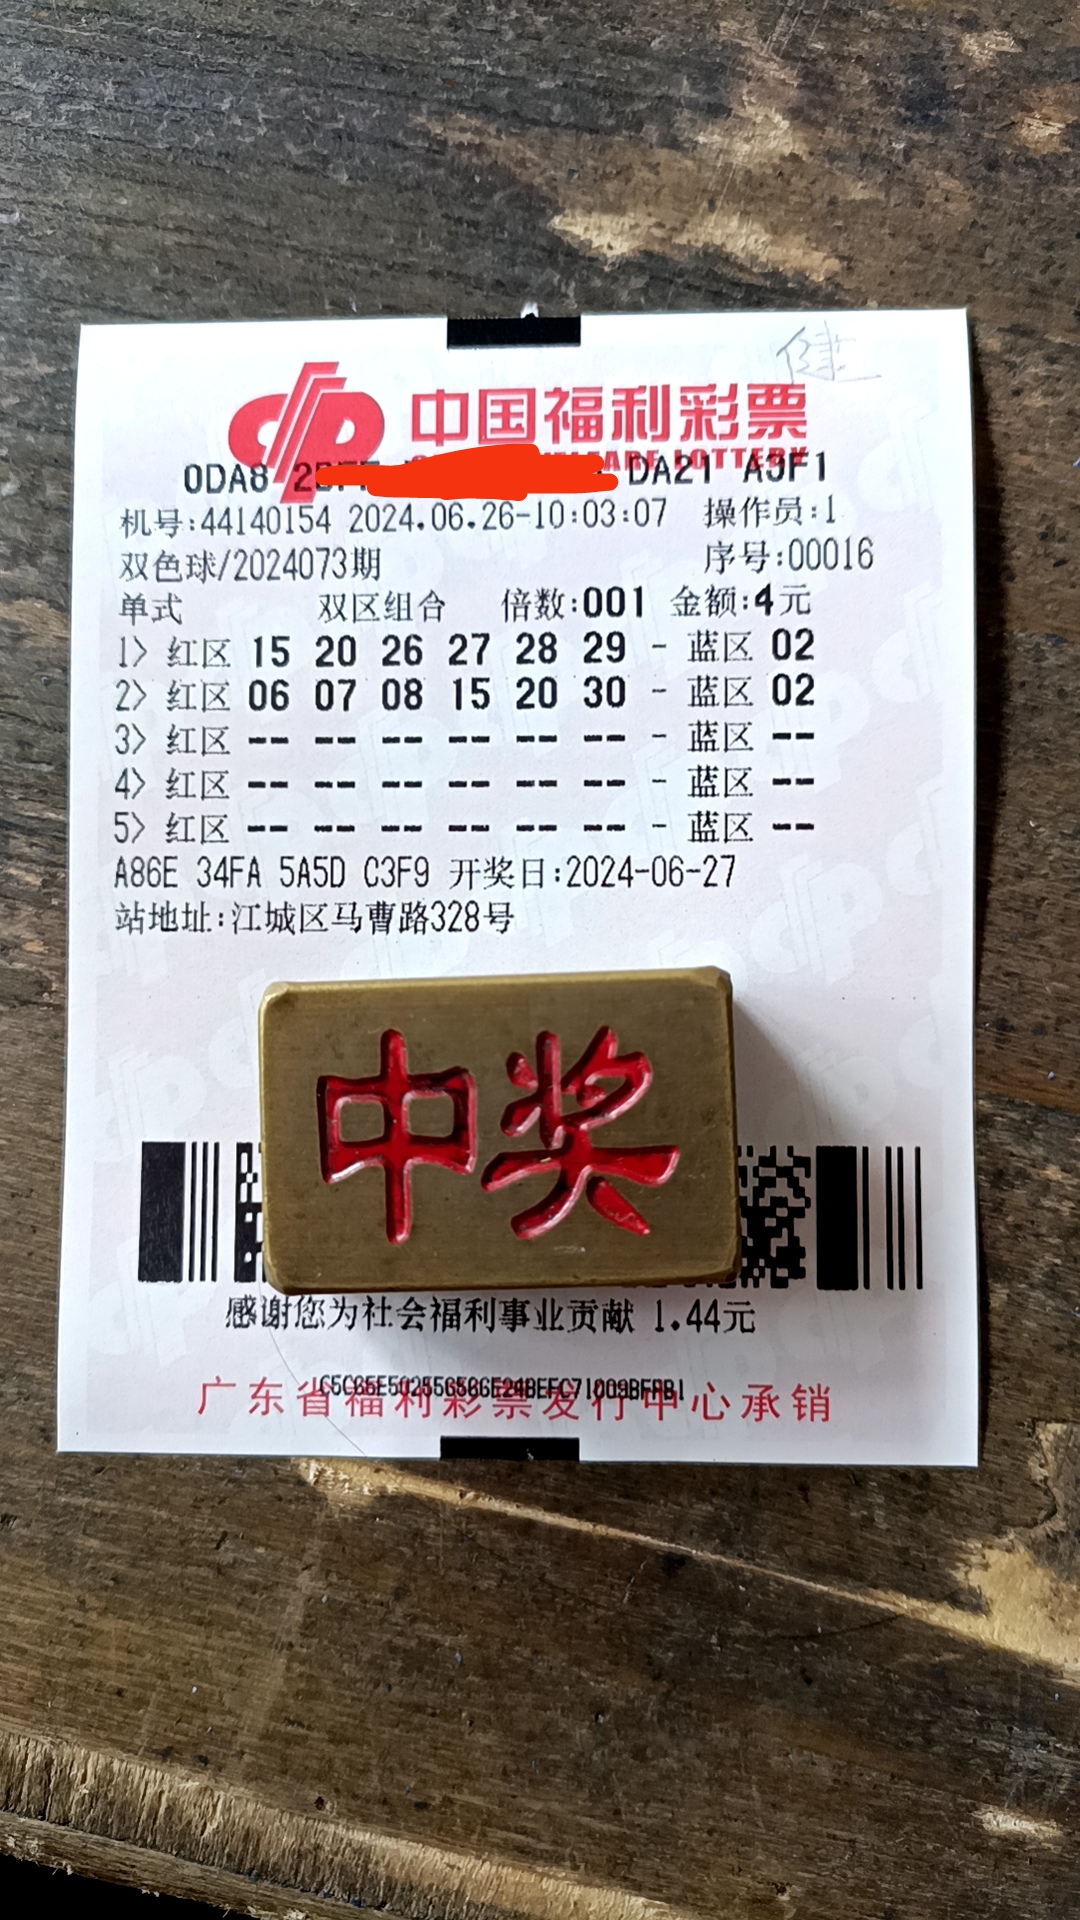 健
中国福利彩票
0DA8 DA21 A3F1
机号:44140154 2024.06.26-10:03:07 操作员:1
双色球/2024073期 序号:00016
单式 双区组合 倍数:001 金额:4元
1> 红区 15 20 26 27 28 29 - 蓝区 02
2> 红区 06 07 08 15 20 30 - 蓝区 02
3> 红区 -- -- -- -- -- -- - 蓝区 --
4> 红区 -- -- -- -- -- -- - 蓝区 --
5> 红区 -- -- -- -- -- -- - 蓝区 --
A86E 34FA 5A5D C3F9 开奖日:2024-06-27
站地址:江城区马曹路328号
中奖
感谢您为社会福利事业贡献 1.44元
广东省福利彩票发行中心承销